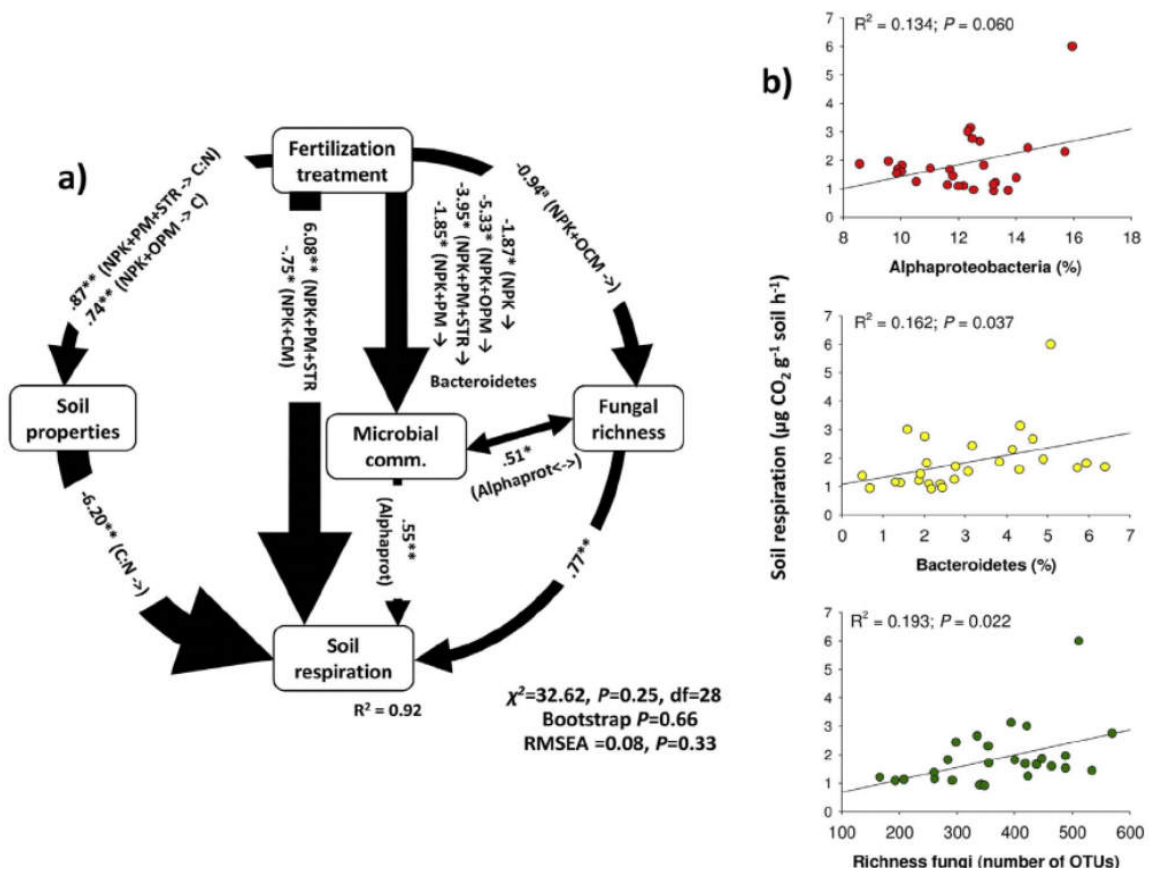 a)
Fertilization
treatment
.87** (NPK+PM+STR -> C:N)
.74** (NPK+OPM -> C)
6.08** (NPK+PM+STR
-.75* (NPK+CM)
-1.85* (NPK+PM ->
-3.95* (NPK+PM+STR ->
-5.33* (NPK+OPM ->
-1.87* (NPK ->
-0.94ª (NPK+OCM ->)
Bacteroidetes
Soil
properties
Microbial
comm.
Fungal
richness
.51*
(Alphaprot<->)
-6.20** (C:N ->)
.55**
(Alphaprot)
.77**
Soil
respiration
R² = 0.92
χ²=32.62, P=0.25, df=28
Bootstrap P=0.66
RMSEA =0.08, P=0.33
b)
Soil respiration (µg CO₂ g⁻¹ soil h⁻¹)
R² = 0.134; P = 0.060
7
6
5
4
3
2
1
0
8 10 12 14 16 18
Alphaproteobacteria (%)
R² = 0.162; P = 0.037
7
6
5
4
3
2
1
0
0 1 2 3 4 5 6 7
Bacteroidetes (%)
R² = 0.193; P = 0.022
7
6
5
4
3
2
1
0
100 200 300 400 500 600
Richness fungi (number of OTUs)